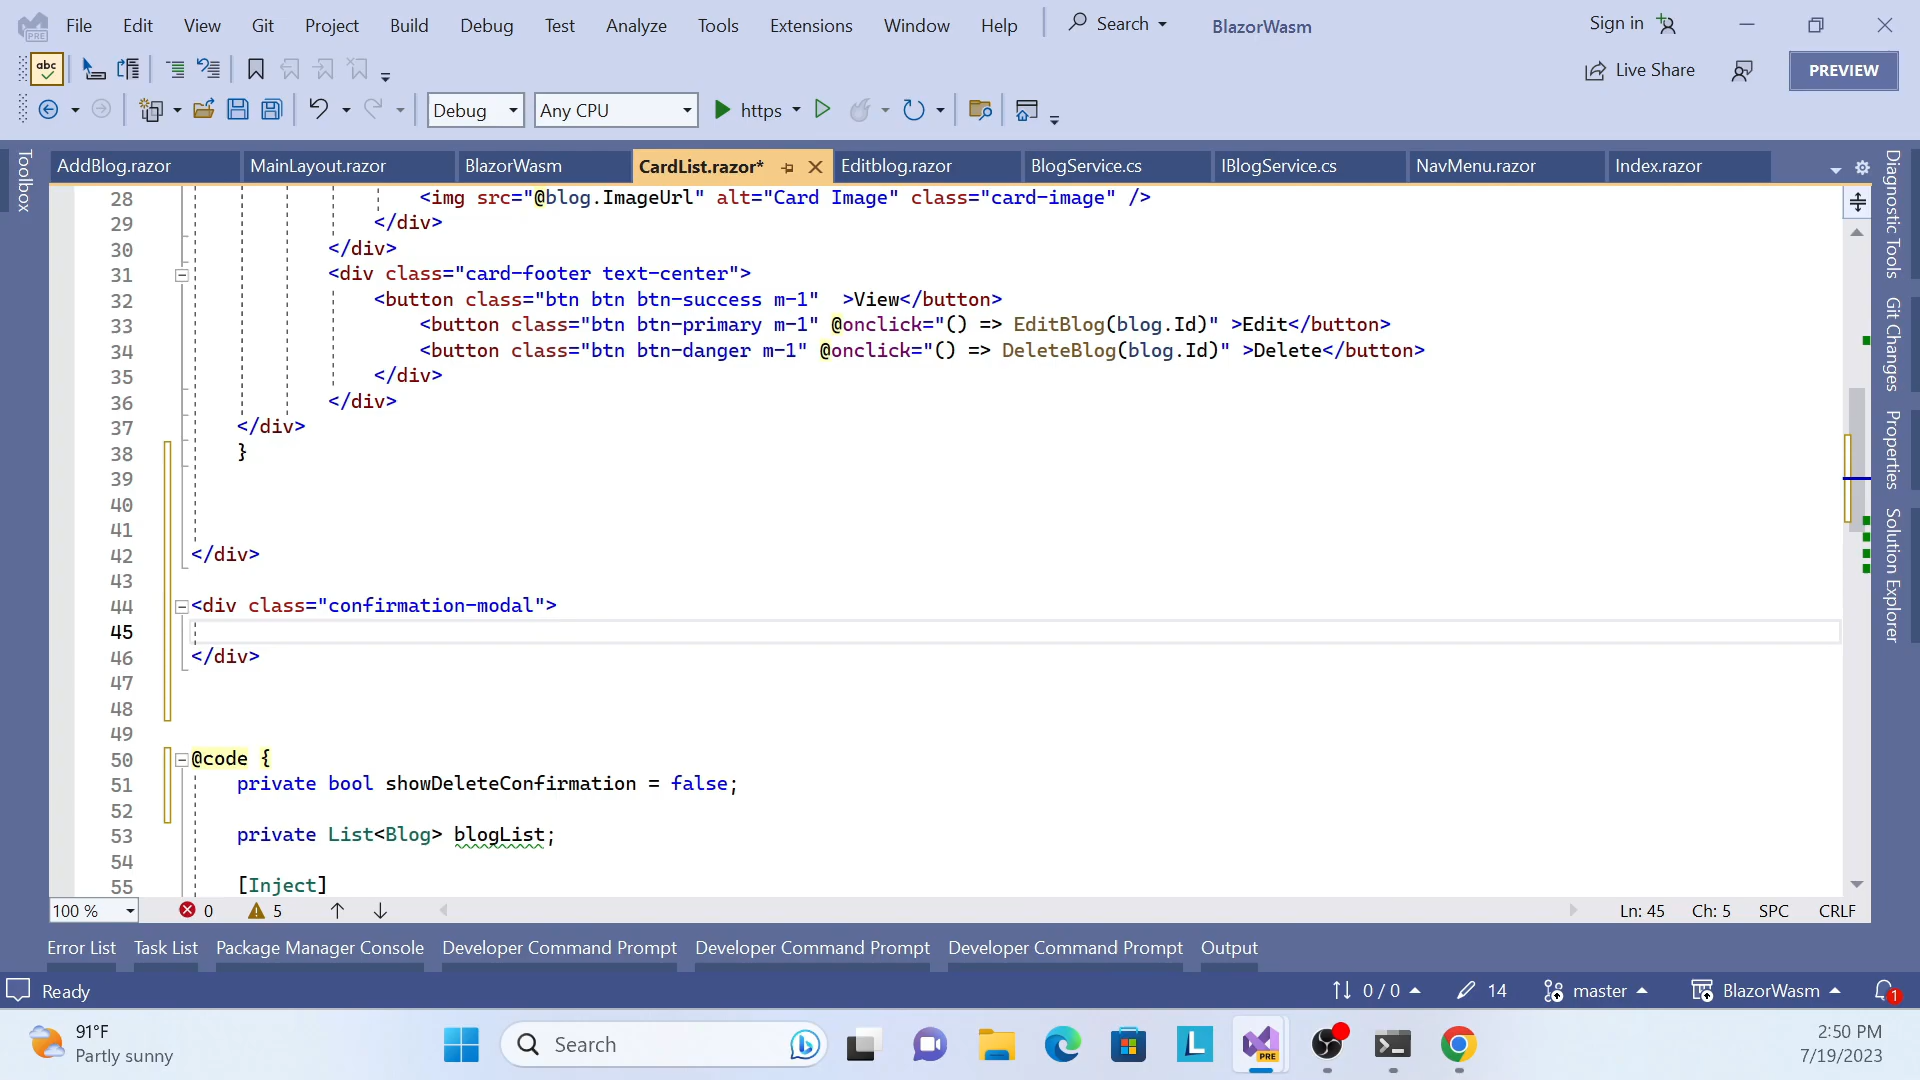 File Edit View Git Project Build Debug Test Analyze Tools Extensions Window Help Search BlazorWasm Sign in
abc Live Share PREVIEW
Debug Any CPU https
Toolbox
AddBlog.razor MainLayout.razor BlazorWasm CardList.razor* Editblog.razor BlogService.cs IBlogService.cs NavMenu.razor Index.razor
28 <img src="@blog.ImageUrl" alt="Card Image" class="card-image" />
29 </div>
30 </div>
31 <div class="card-footer text-center">
32 <button class="btn btn btn-success m-1"  >View</button>
33 <button class="btn btn-primary m-1" @onclick="() => EditBlog(blog.Id)" >Edit</button>
34 <button class="btn btn-danger m-1" @onclick="() => DeleteBlog(blog.Id)" >Delete</button>
35 </div>
36 </div>
37 </div>
38 }
39
40
41
42 </div>
43
44 <div class="confirmation-modal">
45
46 </div>
47
48
49
50 @code {
51 private bool showDeleteConfirmation = false;
52
53 private List<Blog> blogList;
54
55 [Inject]
Diagnostic Tools
Git Changes
Properties
Solution Explorer
100 % 0 5 Ln: 45 Ch: 5 SPC CRLF
Error List Task List Package Manager Console Developer Command Prompt Developer Command Prompt Developer Command Prompt Output
Ready 0 / 0 14 master BlazorWasm 1
91°F
Partly sunny
Search
L
PRE
2:50 PM
7/19/2023